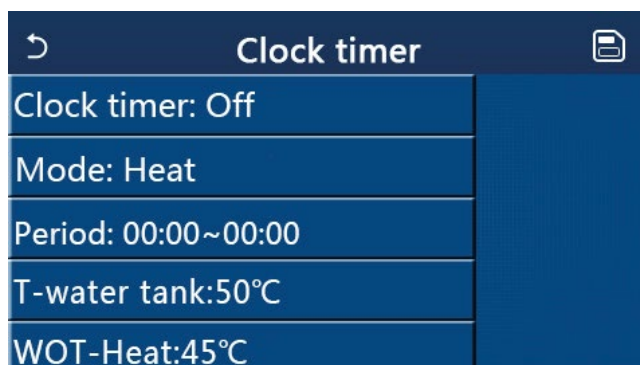 Clock timer
Clock timer: Off
Mode: Heat
Period: 00:00~00:00
T-water tank:50℃
WOT-Heat:45℃